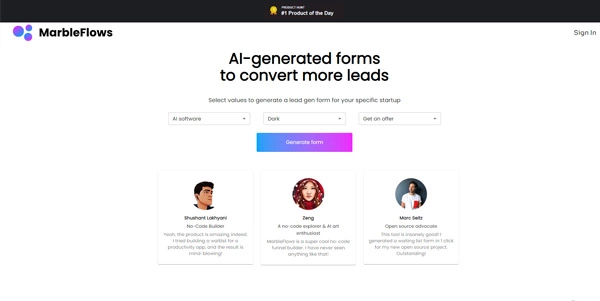 PRODUCT HUNT
#1 Product of the Day
MarbleFlows
Sign In
AI-generated forms
to convert more leads
Select values to generate a lead gen form for your specific startup
AI software
Dark
Get an offer
Generate form
Shushant Lakhyani
No-Code Builder
Yeah, the product is amazing indeed.
I tried building a waitlist for a
productivity app, and the result is
mind-blowing!
Zeng
A no-code explorer & AI art
enthusiast
MarbleFlows is a super cool no-code
funnel builder. I have never seen
anything like that!
Marc Seitz
Open source advocate
This tool is insanely good! I
generated a waiting list form in 1 click
for my new open source project.
Outstanding!